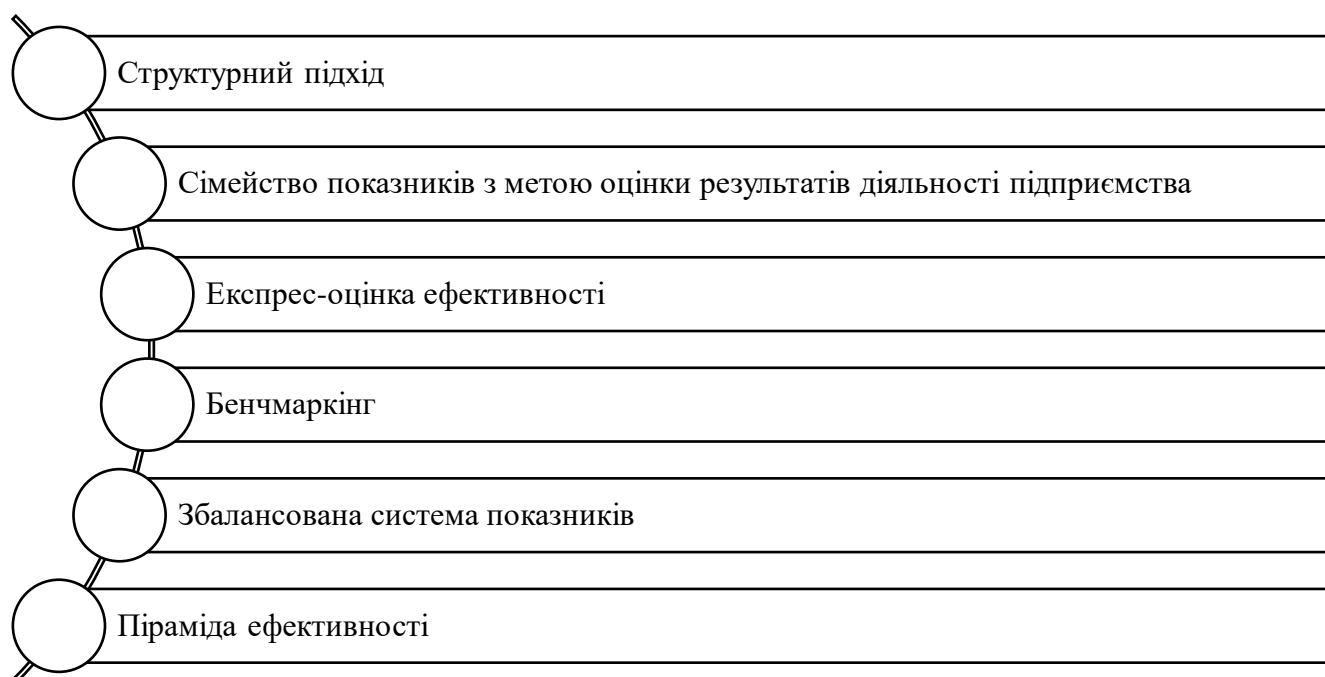 Структурний підхід
Сімейство показників з метою оцінки результатів діяльності підприємства
Експрес-оцінка ефективності
Бенчмаркінг
Збалансована система показників
Піраміда ефективності